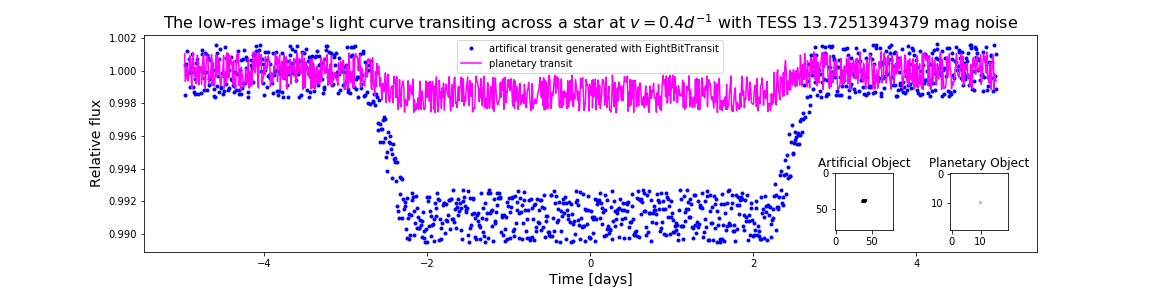 The low-res image's light curve transiting across a star at v = 0.4d⁻¹ with TESS 13.7251394379 mag noise
artifical transit generated with EightBitTransit
planetary transit
Relative flux
1.002
1.000
0.998
0.996
0.994
0.992
0.990
Artificial Object
0
50
0
50
Planetary Object
0
10
0
10
−4
−2
0
2
4
Time [days]